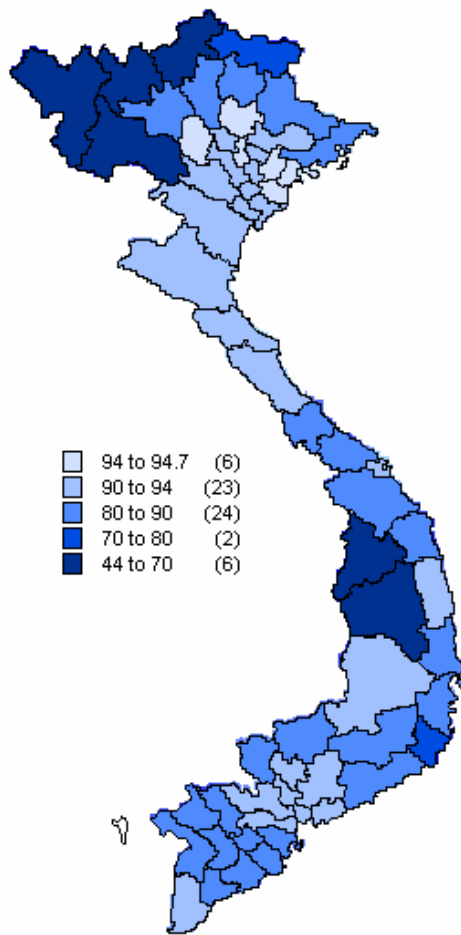 94 to 94.7 (6)
90 to 94 (23)
80 to 90 (24)
70 to 80 (2)
44 to 70 (6)